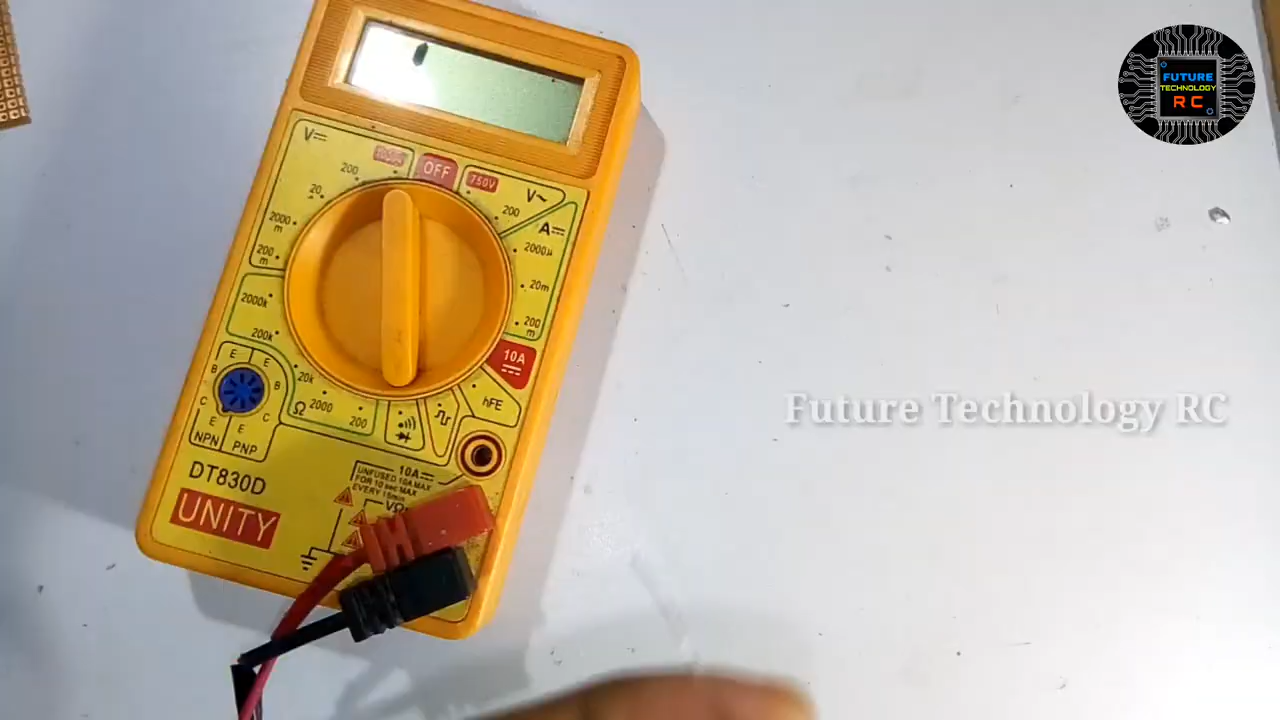 FUTURE
TECHNOLOGY
R C
V
OFF
750V
V~
200
200
20
A
2000
m
2000µ
200
m
20m
2000k
200
m
200k
10A
E
E
B
B
20k
hFE
C
C
Ω
2000
200
E
E
NPN
PNP
10A
UNFUSED 10A MAX
FOR 10 sec MAX
EVERY 15min
VΩ
DT830D
UNITY
Future Technology RC